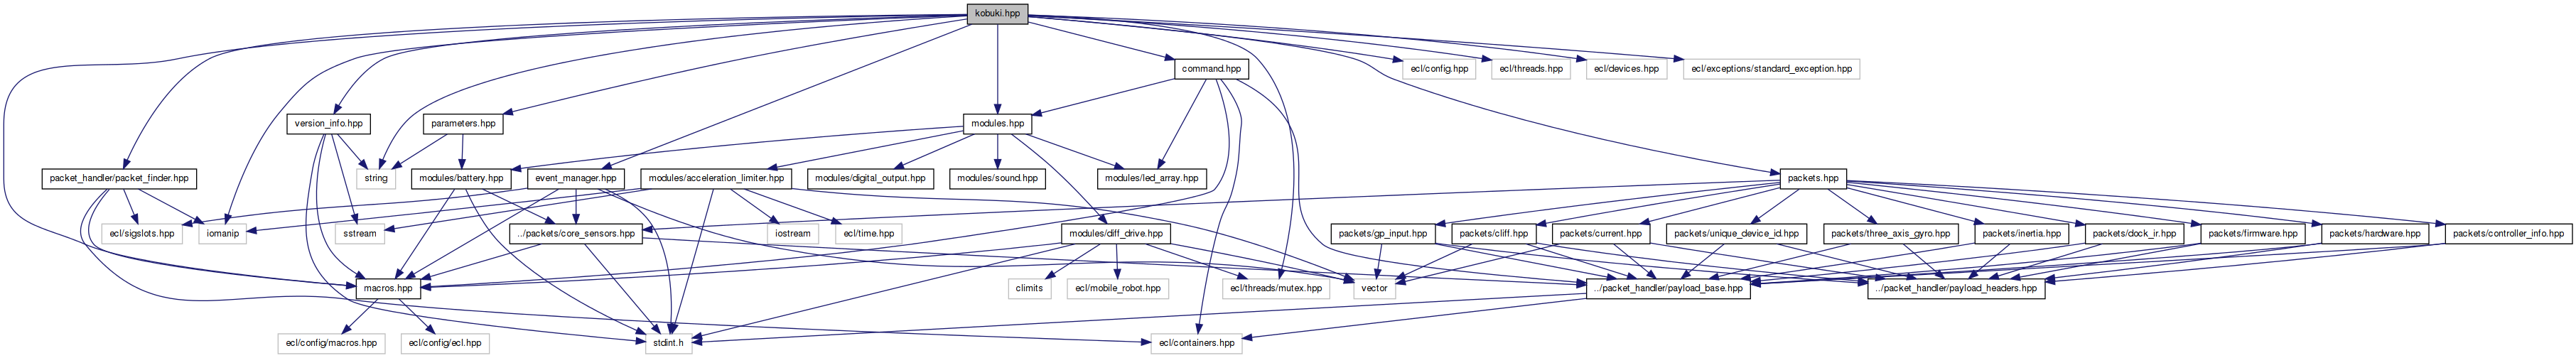 kobuki.hpp
command.hpp
ecl/config.hpp
ecl/threads.hpp
ecl/devices.hpp
ecl/exceptions/standard_exception.hpp
version_info.hpp
parameters.hpp
modules.hpp
packet_handler/packet_finder.hpp
string
modules/battery.hpp
event_manager.hpp
modules/acceleration_limiter.hpp
modules/digital_output.hpp
modules/sound.hpp
modules/led_array.hpp
packets.hpp
ecl/sigslots.hpp
iomanip
sstream
../packets/core_sensors.hpp
iostream
ecl/time.hpp
modules/diff_drive.hpp
packets/gp_input.hpp
packets/cliff.hpp
packets/current.hpp
packets/unique_device_id.hpp
packets/three_axis_gyro.hpp
packets/inertia.hpp
packets/dock_ir.hpp
packets/firmware.hpp
packets/hardware.hpp
packets/controller_info.hpp
macros.hpp
climits
ecl/mobile_robot.hpp
ecl/threads/mutex.hpp
vector
../packet_handler/payload_base.hpp
../packet_handler/payload_headers.hpp
ecl/config/macros.hpp
ecl/config/ecl.hpp
stdint.h
ecl/containers.hpp